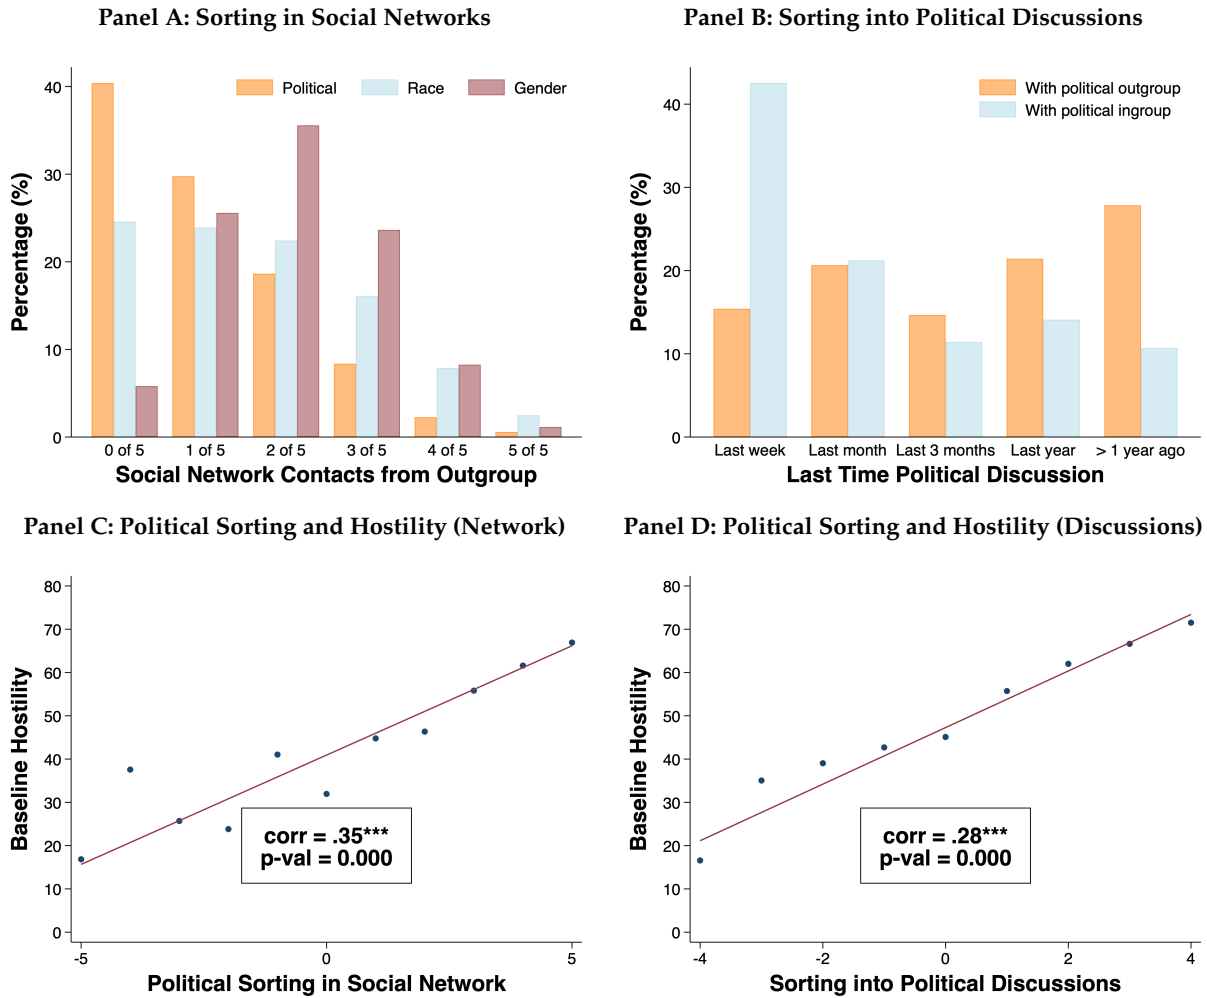 Panel A: Sorting in Social Networks
Percentage (%)
40
30
20
10
0
Political
Race
Gender
0 of 5
1 of 5
2 of 5
3 of 5
4 of 5
5 of 5
Social Network Contacts from Outgroup
Panel B: Sorting into Political Discussions
Percentage (%)
40
30
20
10
0
With political outgroup
With political ingroup
Last week
Last month
Last 3 months
Last year
> 1 year ago
Last Time Political Discussion
Panel C: Political Sorting and Hostility (Network)
Baseline Hostility
80
70
60
50
40
30
20
10
0
corr = .35***
p-val = 0.000
-5
0
5
Political Sorting in Social Network
Panel D: Political Sorting and Hostility (Discussions)
Baseline Hostility
80
70
60
50
40
30
20
10
0
corr = .28***
p-val = 0.000
-4
-2
0
2
4
Sorting into Political Discussions